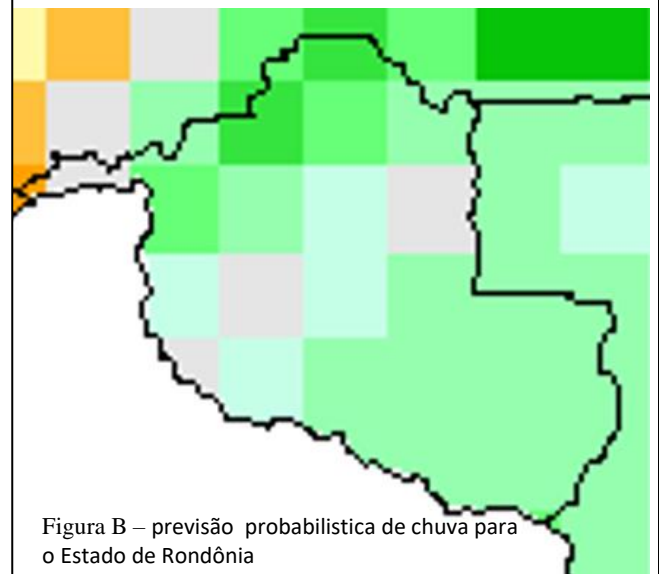 Figura B – previsão probabilistica de chuva para
o Estado de Rondônia